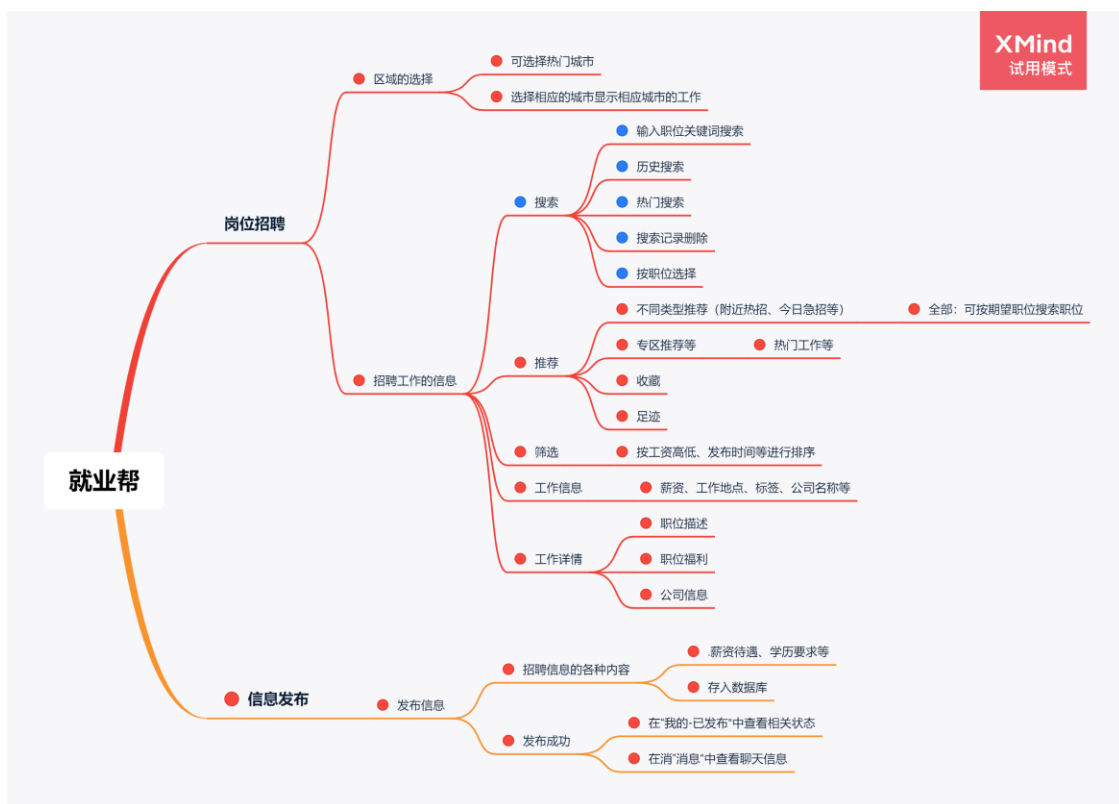 XMind
试用模式
就业帮
岗位招聘
区域的选择
可选择热门城市
选择相应的城市显示相应城市的工作
招聘工作的信息
搜索
输入职位关键词搜索
历史搜索
热门搜索
搜索记录删除
按职位选择
推荐
不同类型推荐（附近热招、今日急招等）
全部：可按期望职位搜索职位
专区推荐等
热门工作等
收藏
足迹
筛选
按工资高低、发布时间等进行排序
工作信息
薪资、工作地点、标签、公司名称等
工作详情
职位描述
职位福利
公司信息
信息发布
发布信息
招聘信息的各种内容
.薪资待遇、学历要求等
存入数据库
发布成功
在"我的-已发布"中查看相关状态
在消"消息"中查看聊天信息